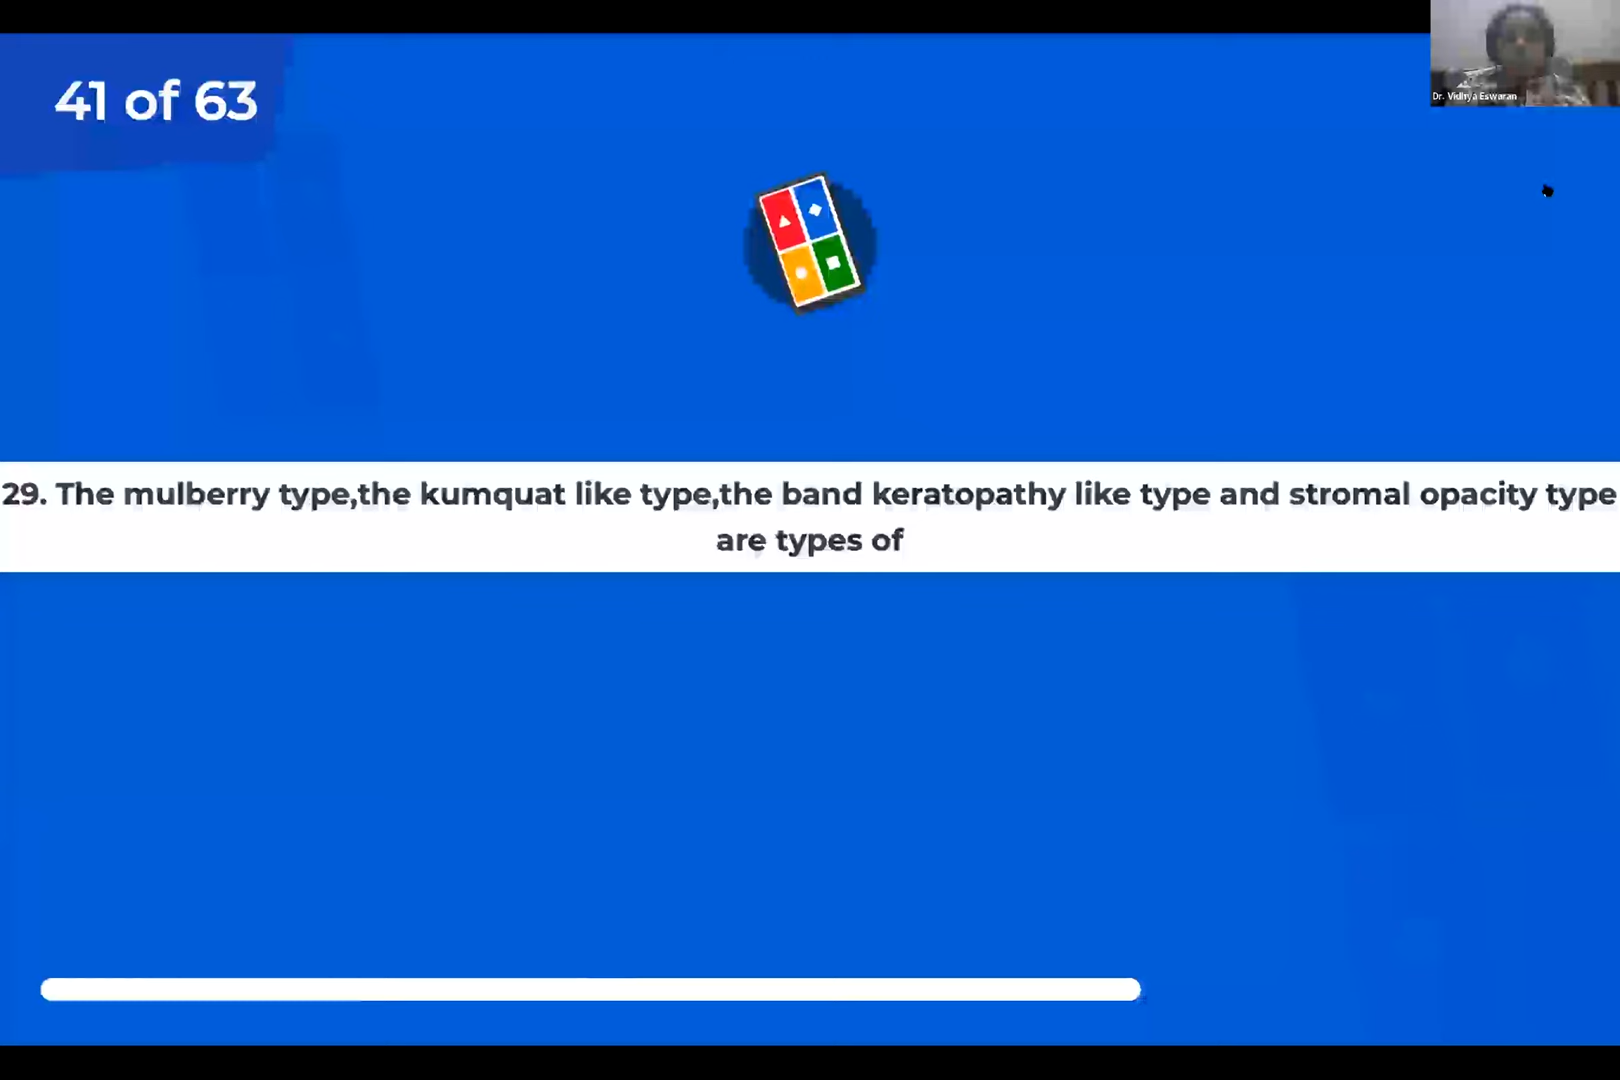 41 of 63
Dr. Vidhya Eswaran
29. The mulberry type,the kumquat like type,the band keratopathy like type and stromal opacity type
are types of